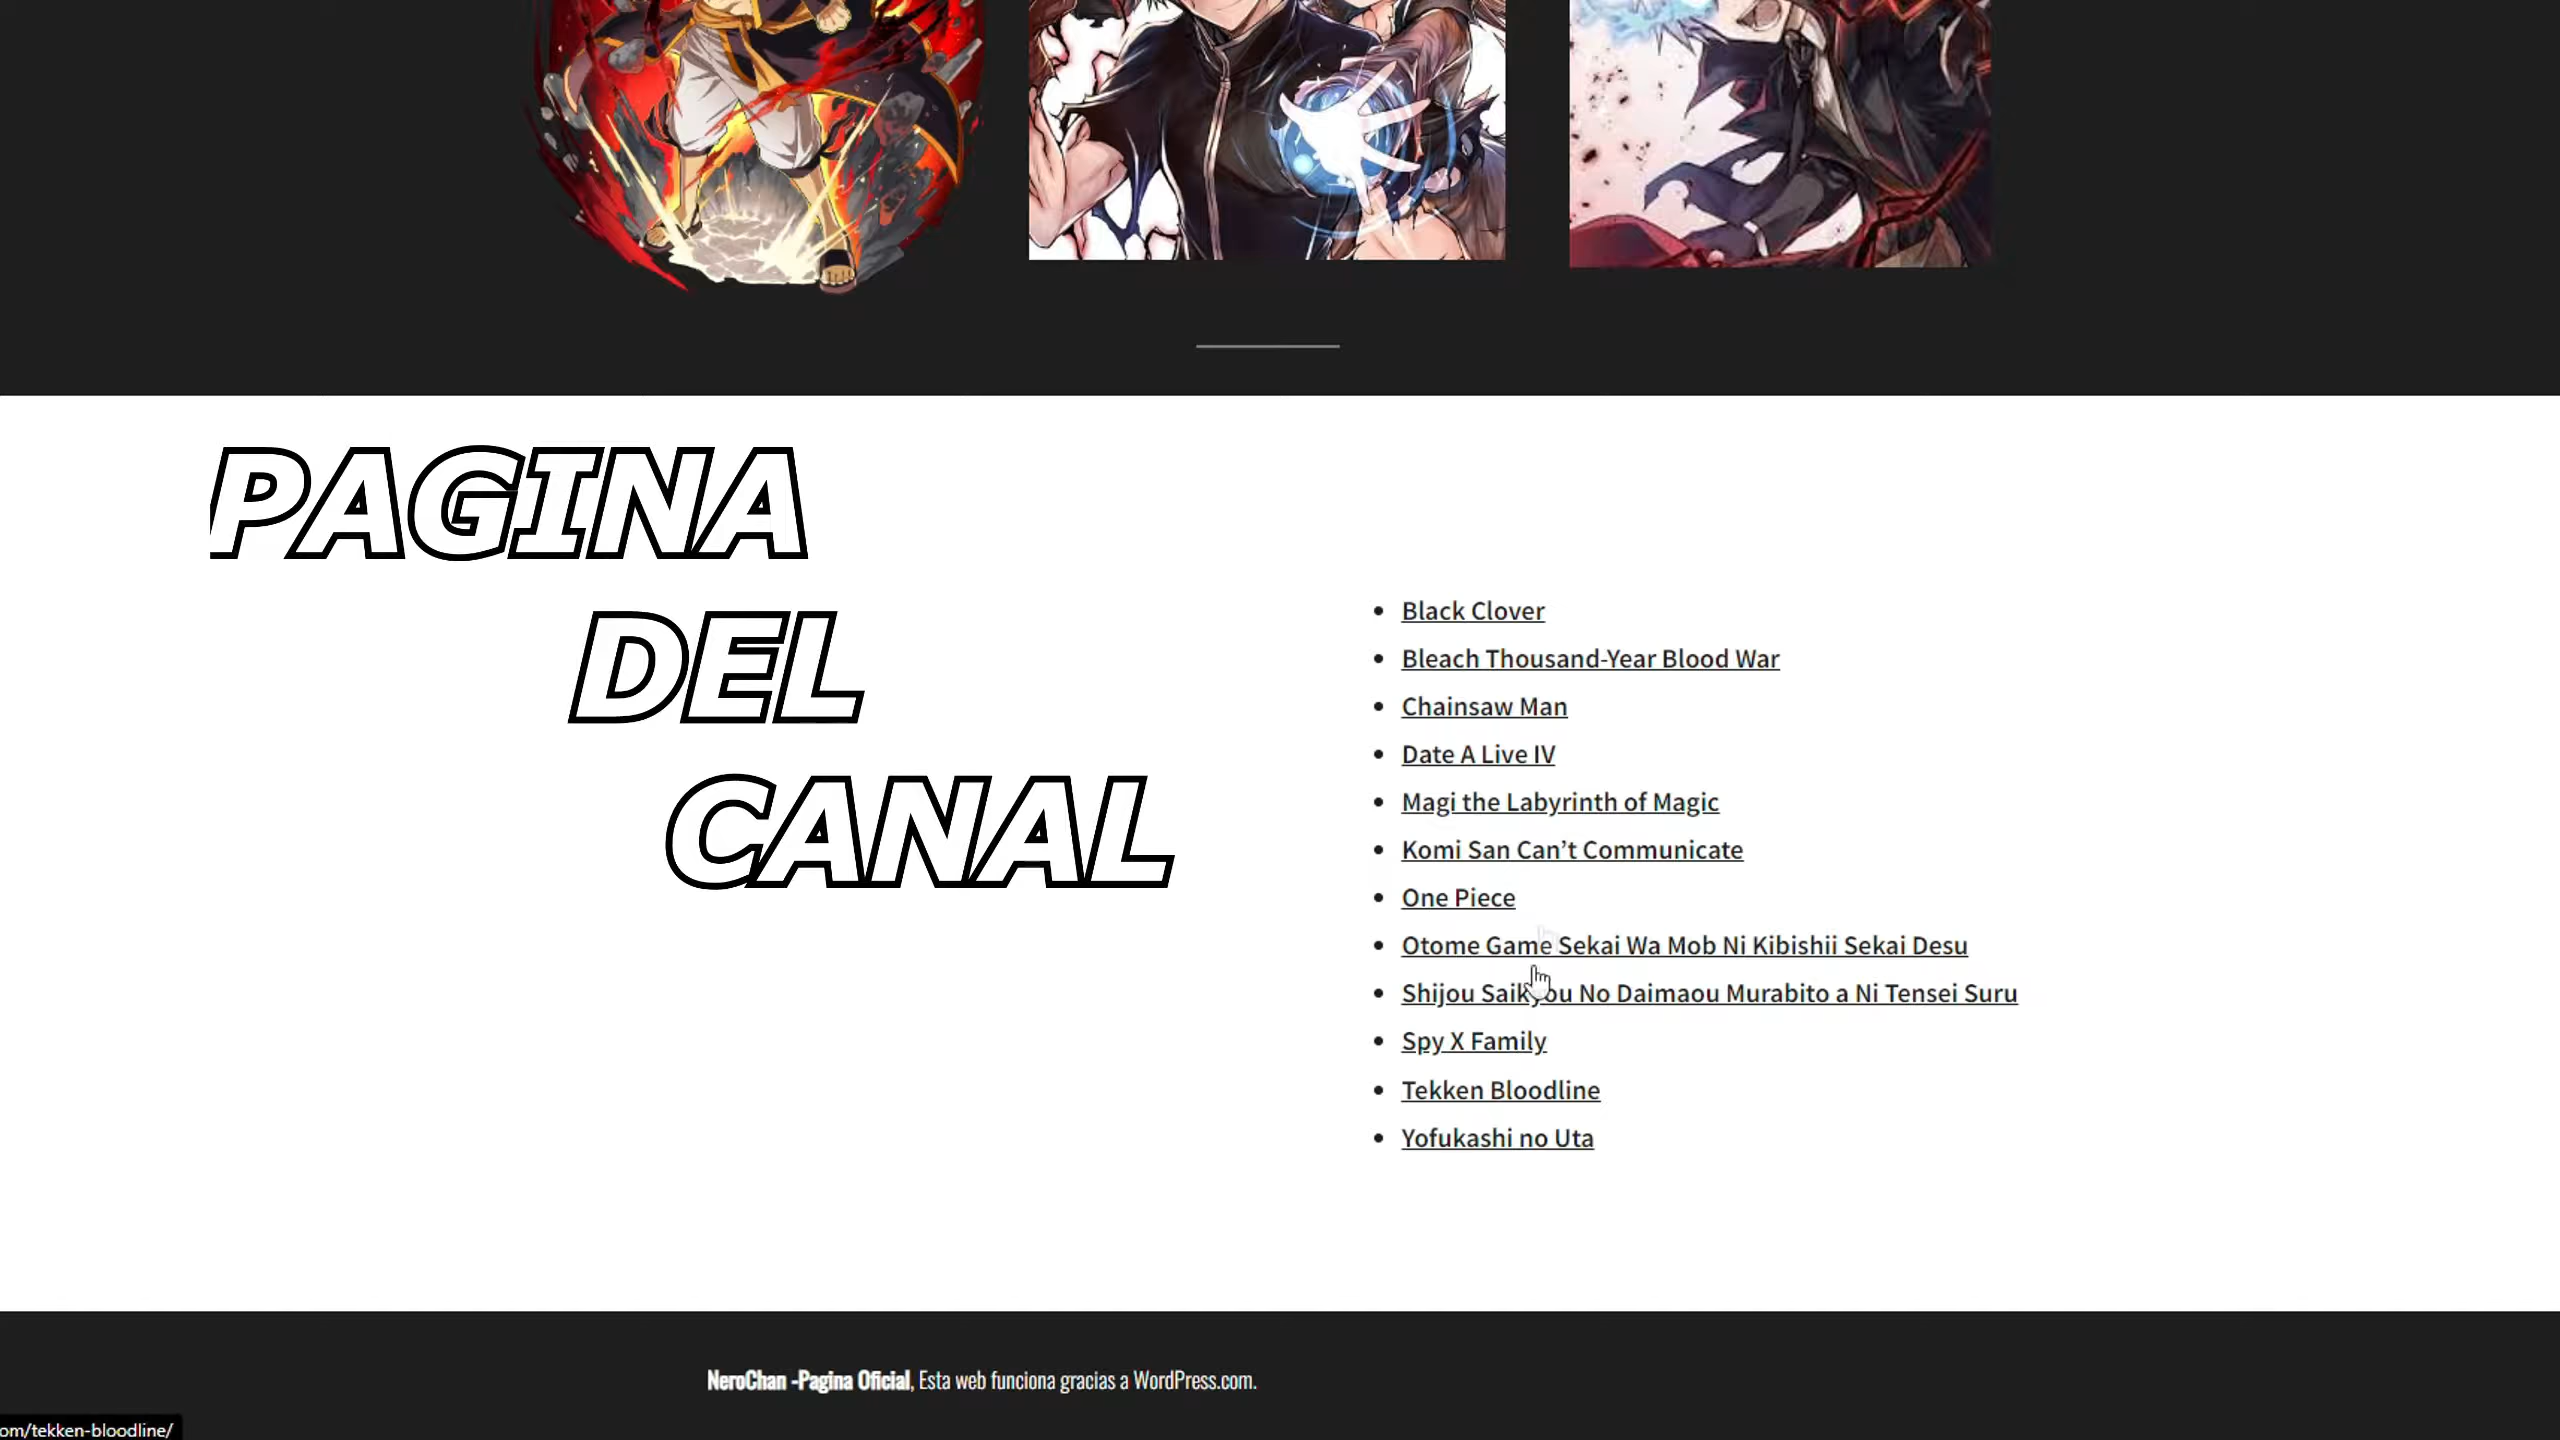 PAGINA
DEL
CANAL
Black Clover
Bleach Thousand-Year Blood War
Chainsaw Man
Date A Live IV
Magi the Labyrinth of Magic
Komi San Can’t Communicate
One Piece
Otome Game Sekai Wa Mob Ni Kibishii Sekai Desu
Shijou Saikyou No Daimaou Murabito a Ni Tensei Suru
Spy X Family
Tekken Bloodline
Yofukashi no Uta
NeroChan -Pagina Oficial, Esta web funciona gracias a WordPress.com.
om/tekken-bloodline/